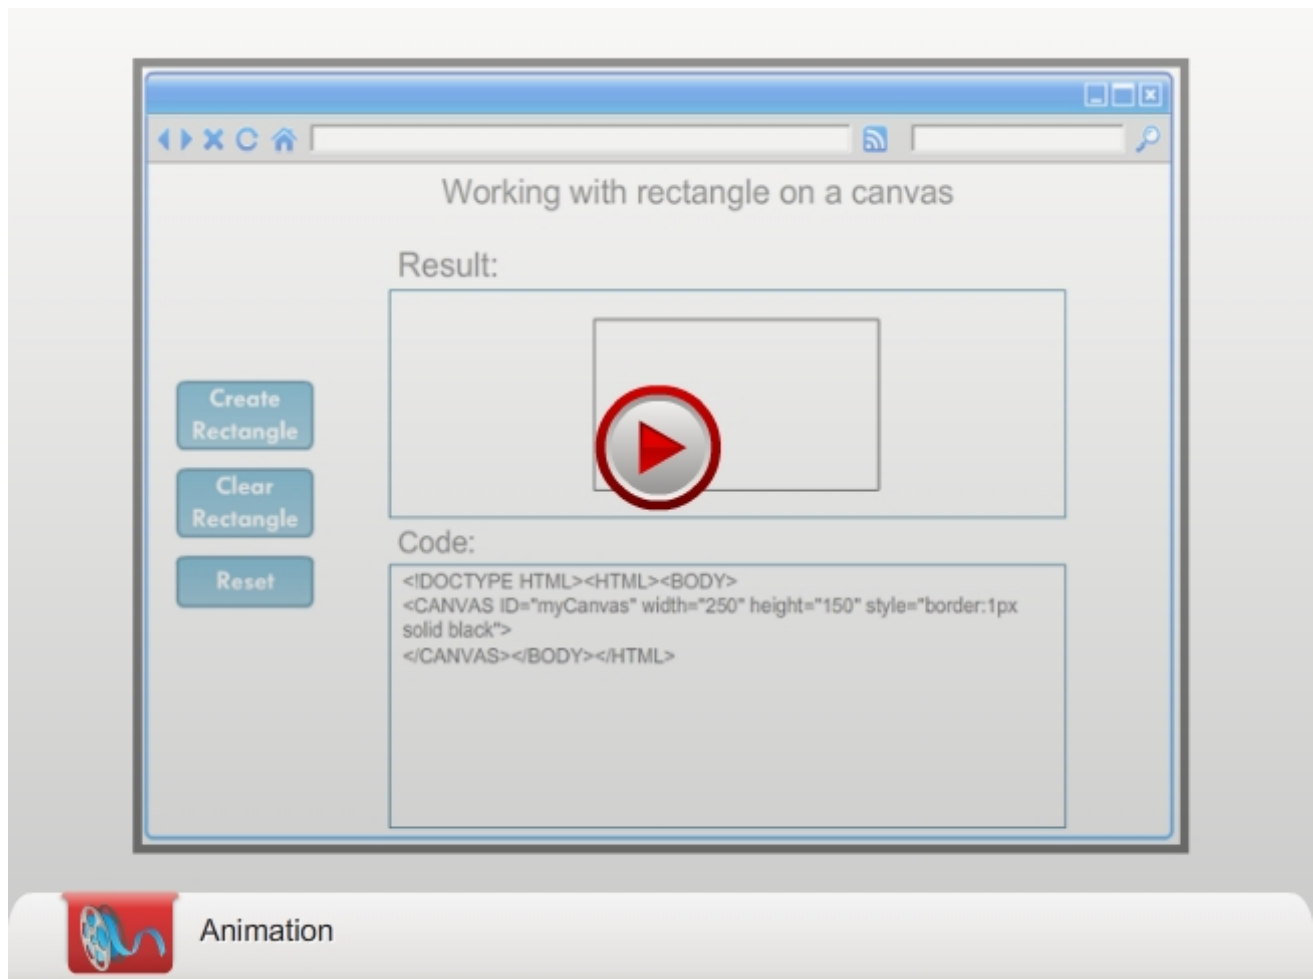 Working with rectangle on a canvas
Result:
Create
Rectangle
Clear
Rectangle
Reset
Code:
<!DOCTYPE HTML><HTML><BODY>
<CANVAS ID="myCanvas" width="250" height="150" style="border:1px
solid black">
</CANVAS></BODY></HTML>
Animation